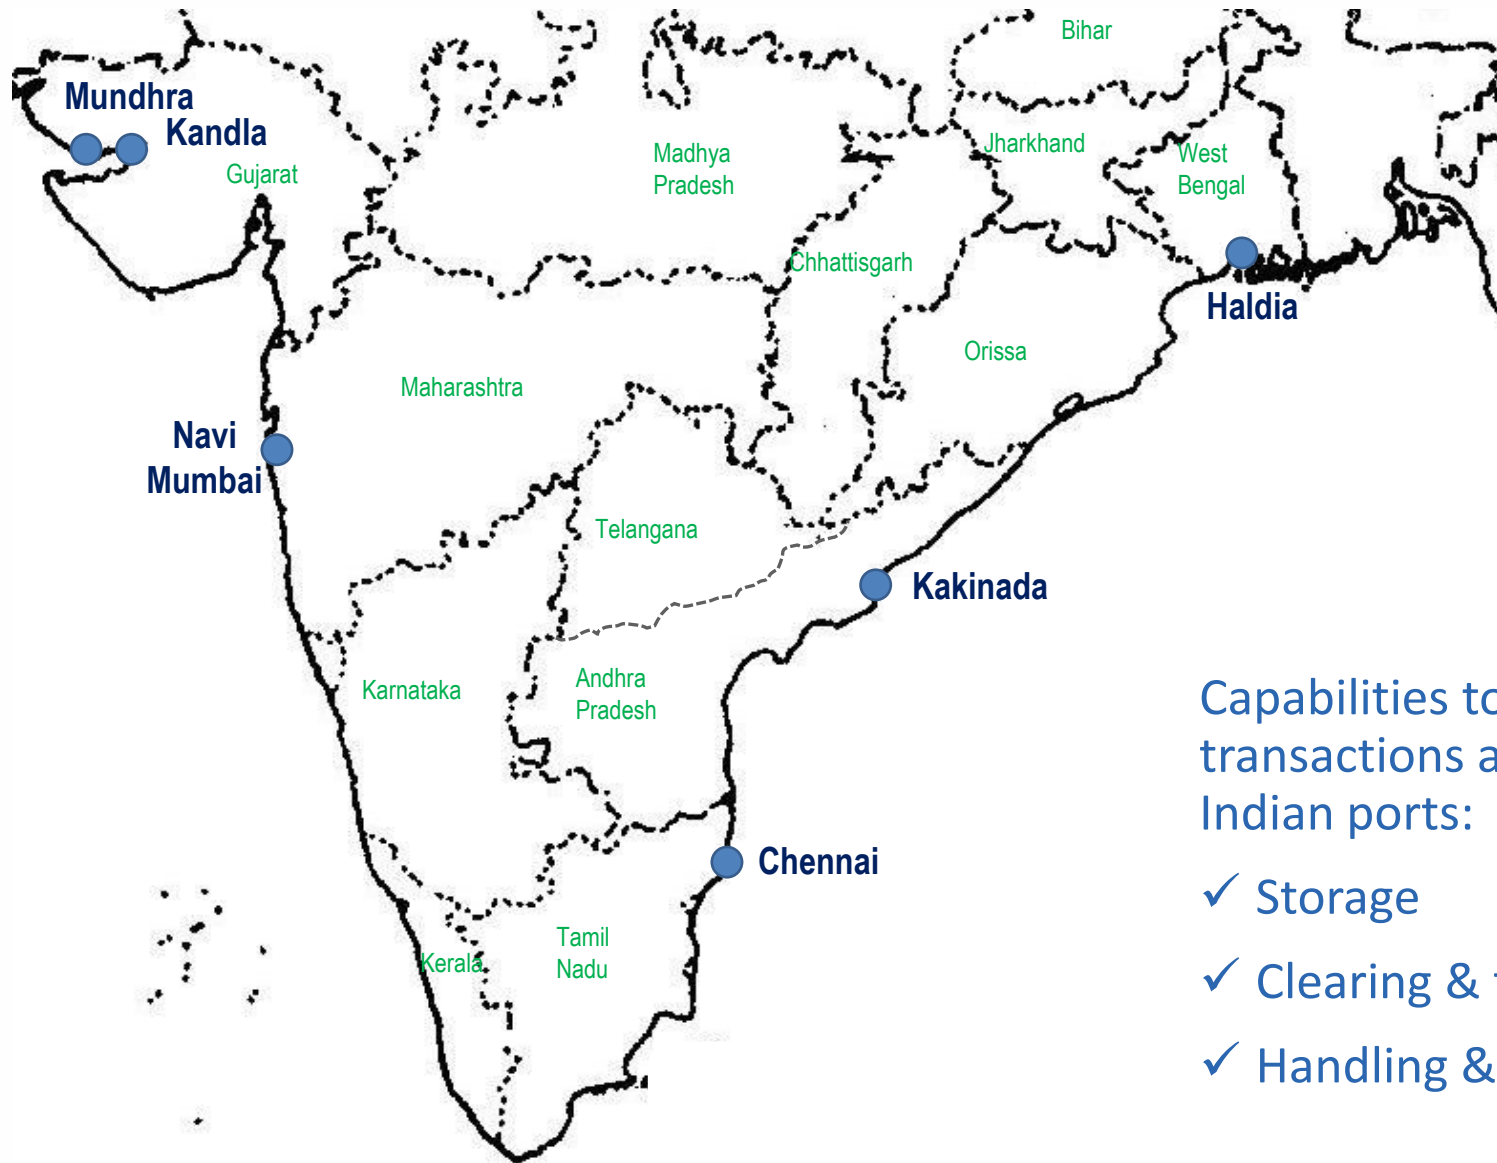 Bihar
Mundhra
Kandla
Gujarat
Madhya
Pradesh
Jharkhand
West
Bengal
Chhattisgarh
Haldia
Orissa
Maharashtra
Navi
Mumbai
Telangana
Kakinada
Karnataka
Andhra
Pradesh
Capabilities to
transactions a
Indian ports:
✓ Storage
✓ Clearing &
✓ Handling &
Chennai
Kerala
Tamil
Nadu